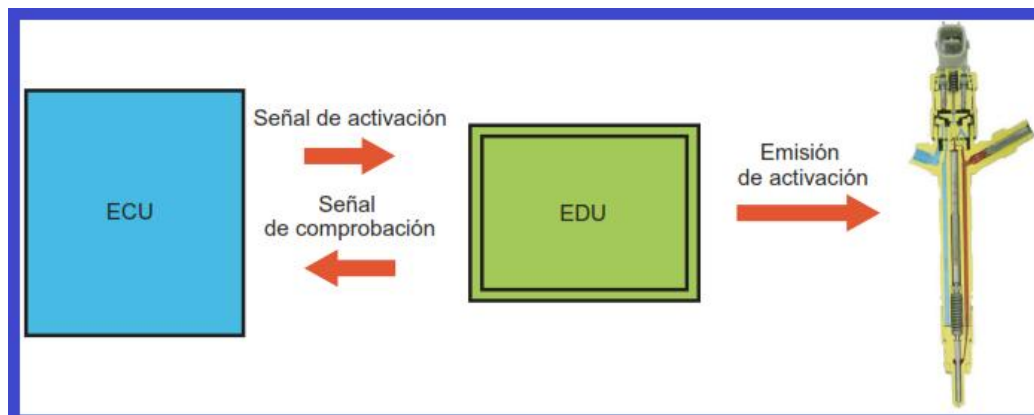 ECU
Señal de activación
Señal
de comprobación
EDU
Emisión
de activación